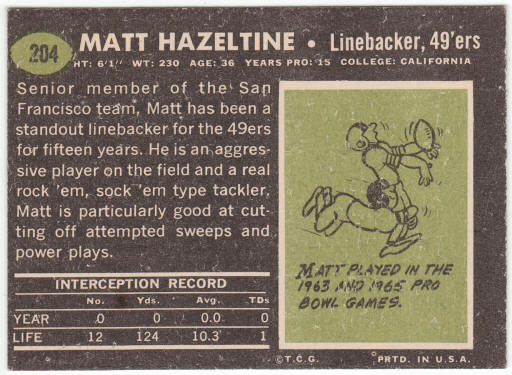 204
MATT HAZELTINE • Linebacker, 49'ers
HT: 6'1" WT: 230 AGE: 36 YEARS PRO: 15 COLLEGE: CALIFORNIA
Senior member of the San
Francisco team, Matt has been a
standout linebacker for the 49ers
for fifteen years. He is an aggres-
sive player on the field and a real
rock 'em, sock 'em type tackler.
Matt is particularly good at cut-
ting off attempted sweeps and
power plays.
INTERCEPTION RECORD
No. Yds. Avg. TDs
YEAR 0 0 0.0 0
LIFE 12 124 10.3 1
MATT PLAYED IN THE
1963 AND 1965 PRO
BOWL GAMES.
©T.C.G. * PRTD. IN U.S.A.